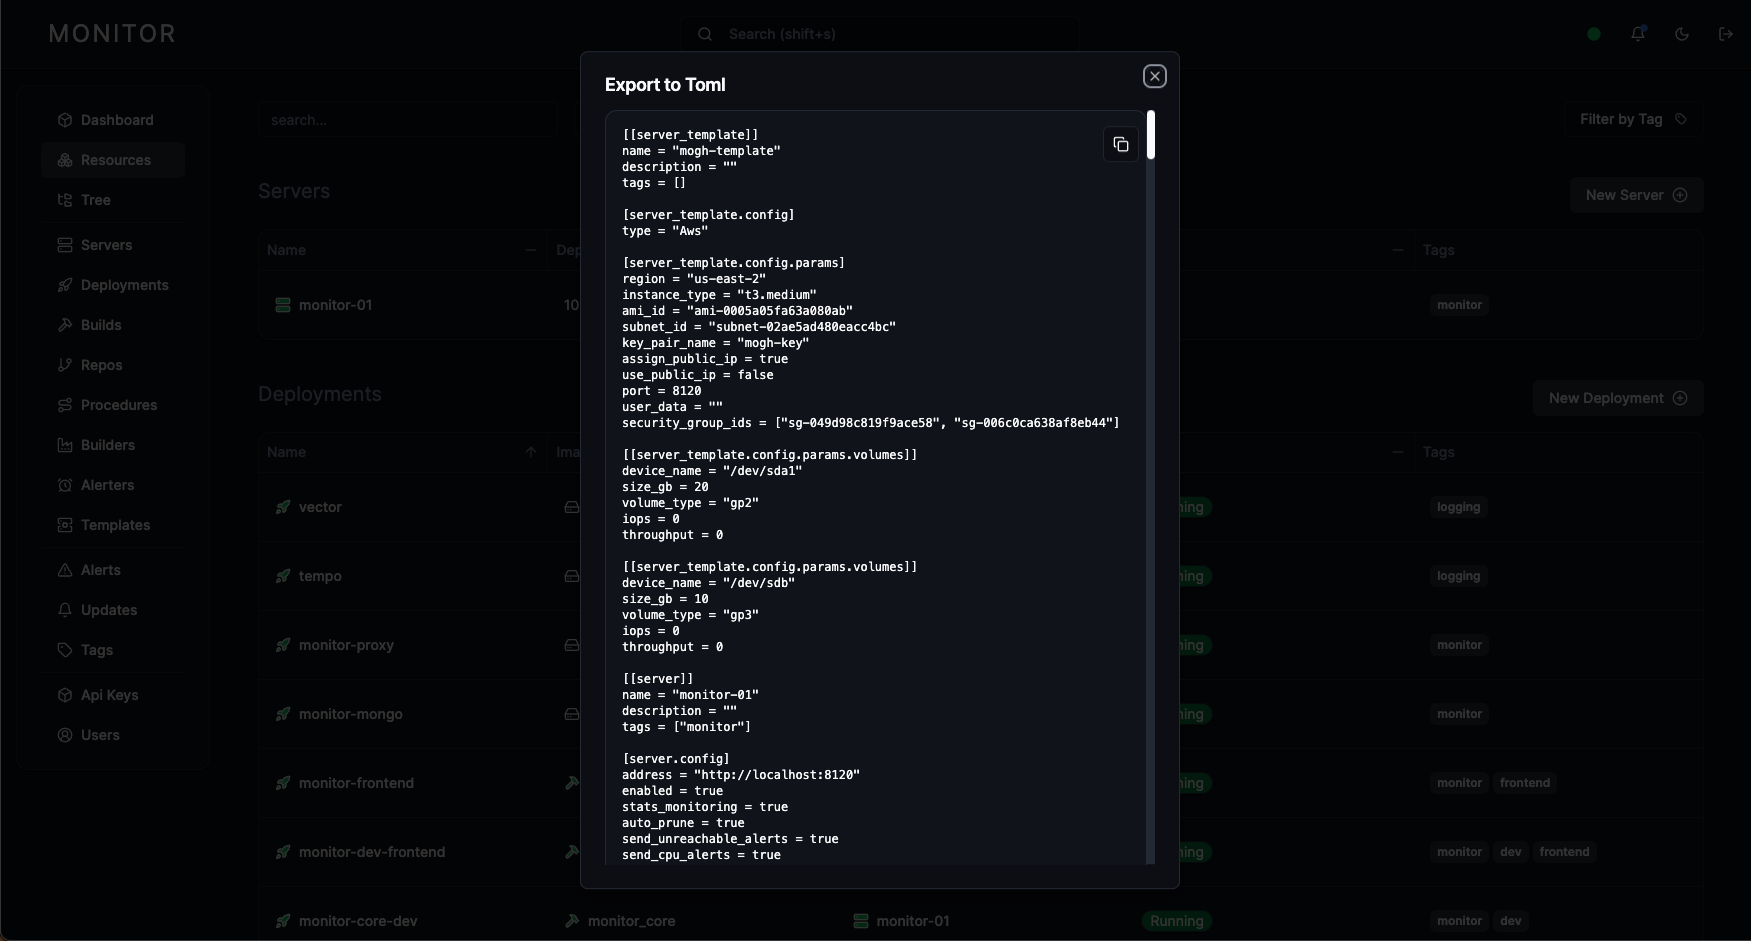 MONITOR
Search (shift+s)
Dashboard
Resources
Tree
Servers
Deployments
Builds
Repos
Procedures
Builders
Alerters
Templates
Alerts
Updates
Tags
Api Keys
Users
search...
Filter by Tag
Servers
New Server
Name
Dep
Tags
monitor-01
10
monitor
Deployments
New Deployment
Name
Ima
Tags
vector
ning
logging
tempo
ning
logging
monitor-proxy
ning
monitor
monitor-mongo
ning
monitor
monitor-frontend
ning
monitor frontend
monitor-dev-frontend
ning
monitor dev frontend
monitor-core-dev
monitor_core
monitor-01
Running
monitor dev
Export to Toml
[[server_template]]
name = "mogh-template"
description = ""
tags = []
[server_template.config]
type = "Aws"
[server_template.config.params]
region = "us-east-2"
instance_type = "t3.medium"
ami_id = "ami-0005a05fa63a080ab"
subnet_id = "subnet-02ae5ad480eacc4bc"
key_pair_name = "mogh-key"
assign_public_ip = true
use_public_ip = false
port = 8120
user_data = ""
security_group_ids = ["sg-049d98c819f9ace58", "sg-006c0ca638af8eb44"]
[[server_template.config.params.volumes]]
device_name = "/dev/sda1"
size_gb = 20
volume_type = "gp2"
iops = 0
throughput = 0
[[server_template.config.params.volumes]]
device_name = "/dev/sdb"
size_gb = 10
volume_type = "gp3"
iops = 0
throughput = 0
[[server]]
name = "monitor-01"
description = ""
tags = ["monitor"]
[server.config]
address = "http://localhost:8120"
enabled = true
stats_monitoring = true
auto_prune = true
send_unreachable_alerts = true
send_cpu_alerts = true